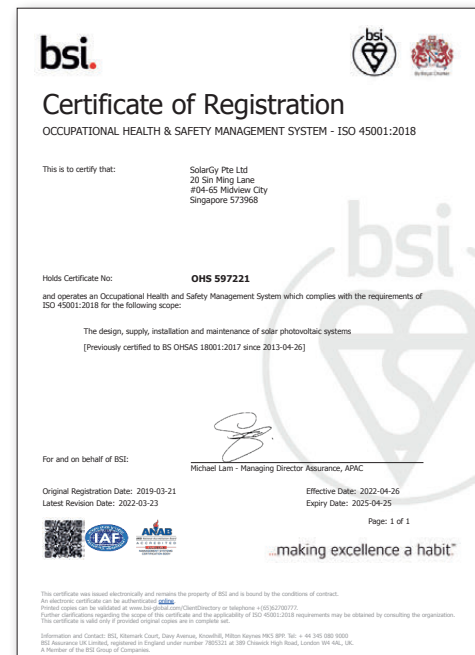 bsi.
bsi
By Royal Charter
Certificate of Registration
OCCUPATIONAL HEALTH & SAFETY MANAGEMENT SYSTEM - ISO 45001:2018
This is to certify that:
SolarGy Pte Ltd
20 Sin Ming Lane
#04-65 Midview City
Singapore 573968
bsi
Holds Certificate No:
OHS 597221
and operates an Occupational Health and Safety Management System which complies with the requirements of
ISO 45001:2018 for the following scope:
The design, supply, installation and maintenance of solar photovoltaic systems
[Previously certified to BS OHSAS 18001:2017 since 2013-04-26]
For and on behalf of BSI:
Michael Lam - Managing Director Assurance, APAC
Original Registration Date: 2019-03-21
Effective Date: 2022-04-26
Latest Revision Date: 2022-03-23
Expiry Date: 2025-04-25
Page: 1 of 1
IAF
ANAB
ACCREDITED
...making excellence a habit.™
This certificate was issued electronically and remains the property of BSI and is bound by the conditions of contract.
An electronic certificate can be authenticated online.
Printed copies can be validated at www.bsi-global.com/ClientDirectory or telephone +(65)62700777.
Further clarifications regarding the scope of this certificate and the applicability of ISO 45001:2018 requirements may be obtained by consulting the organization.
This certificate is valid only if provided original copies are in complete set.
Information and Contact: BSI, Kitemark Court, Davy Avenue, Knowlhill, Milton Keynes MK5 8PP. Tel: + 44 345 080 9000
BSI Assurance UK Limited, registered in England under number 7805321 at 389 Chiswick High Road, London W4 4AL, UK.
A Member of the BSI Group of Companies.